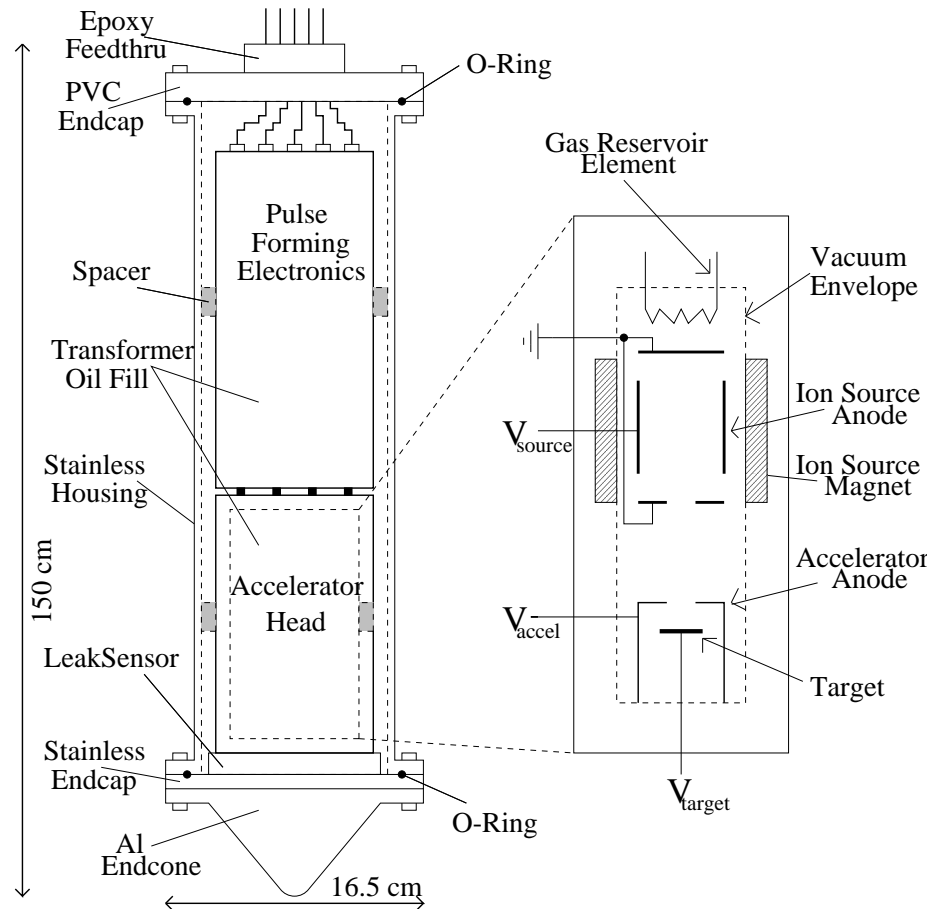 Epoxy
Feedthru
O-Ring
PVC
Endcap
Gas Reservoir
Element
Pulse
Forming
Electronics
Spacer
Vacuum
Envelope
Transformer
Oil Fill
Ion Source
Anode
Vsource
Stainless
Housing
Ion Source
Magnet
150 cm
Accelerator
Head
Accelerator
Anode
Vaccel
LeakSensor
Target
Stainless
Endcap
Vtarget
O-Ring
Al
Endcone
16.5 cm